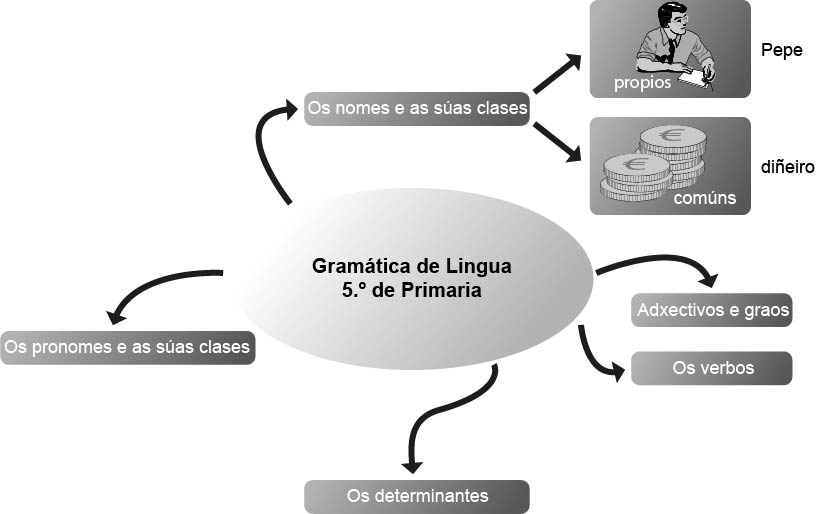 propios
Pepe
Os nomes e as súas clases
comúns
diñeiro
Gramática de Lingua
5.º de Primaria
Adxectivos e graos
Os pronomes e as súas clases
Os verbos
Os determinantes